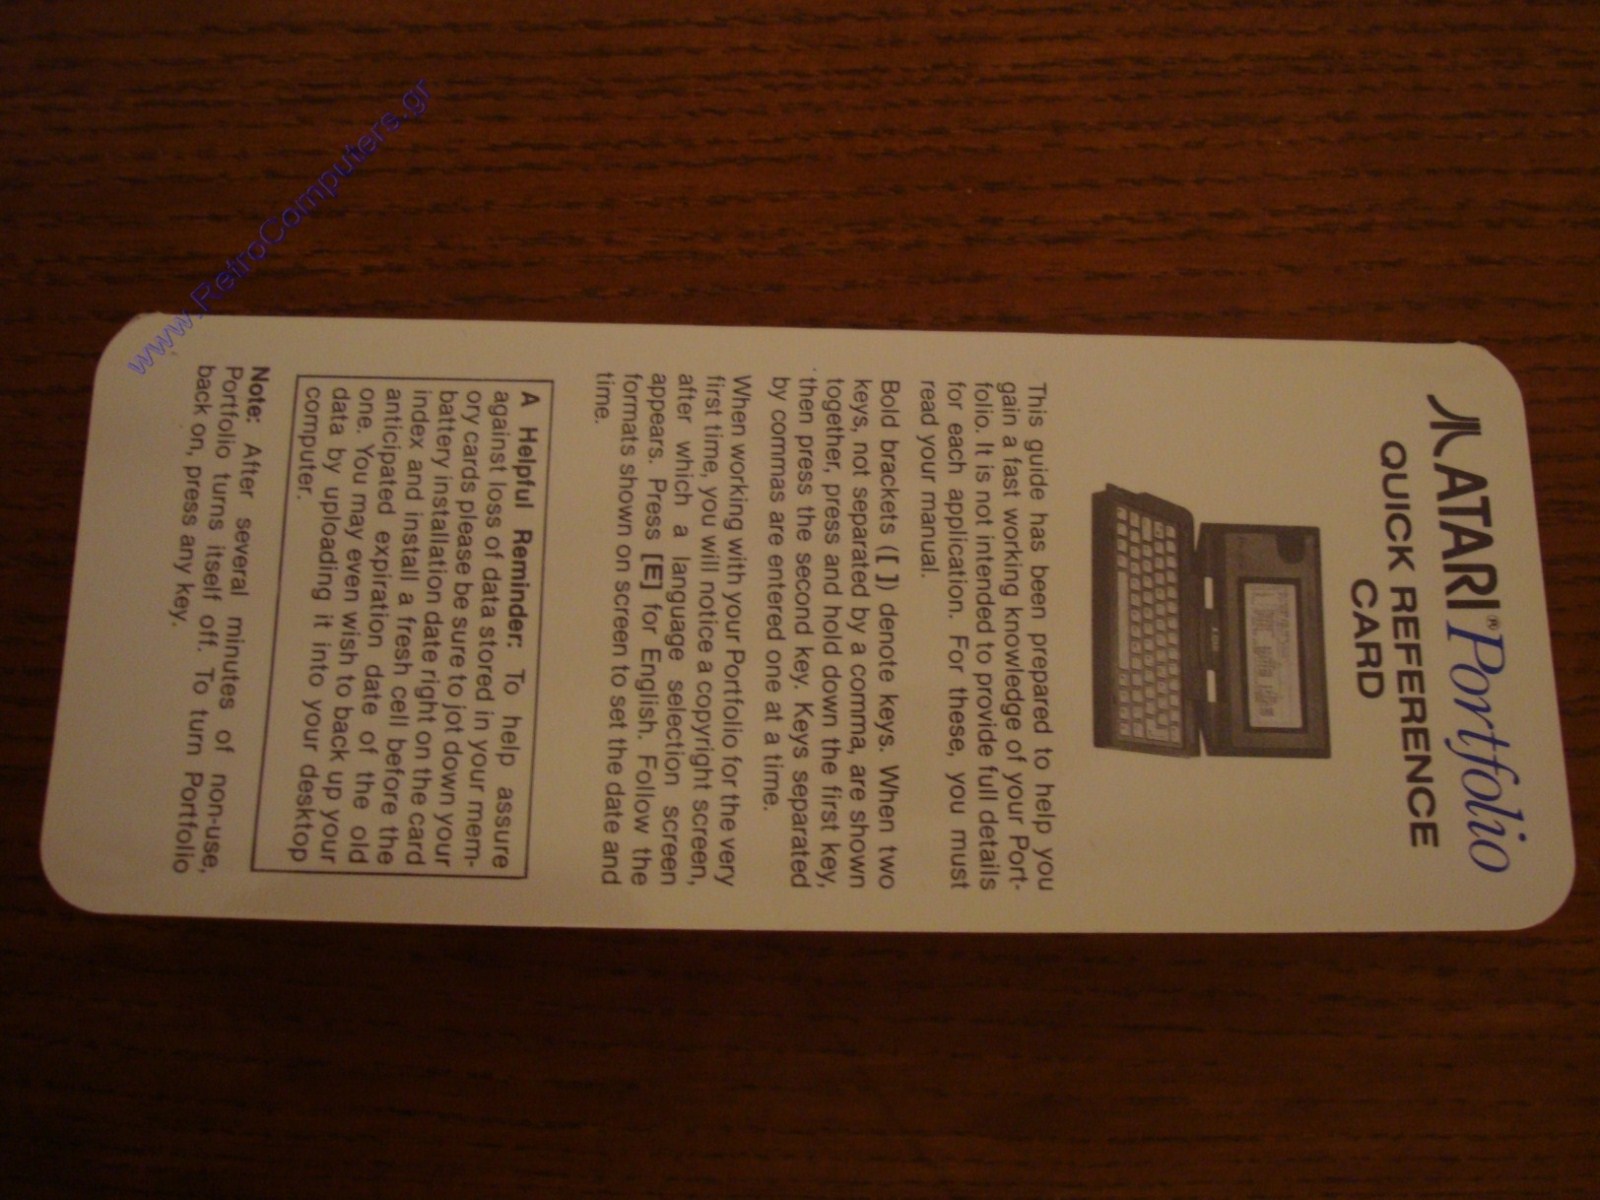 ATARI® Portfolio
QUICK REFERENCE
CARD
This guide has been prepared to help you
gain a fast working knowledge of your Port-
folio. It is not intended to provide full details
for each application. For these, you must
read your manual.
Bold brackets ([ ]) denote keys. When two
keys, not separated by a comma, are shown
together, press and hold down the first key,
then press the second key. Keys separated
by commas are entered one at a time.
When working with your Portfolio for the very
first time, you will notice a copyright screen,
after which a language selection screen
appears. Press [E] for English. Follow the
formats shown on screen to set the date and
time.
A Helpful Reminder: To help assure
against loss of data stored in your mem-
ory cards please be sure to jot down your
battery installation date right on the card
index and install a fresh cell before the
anticipated expiration date of the old
one. You may even wish to back up your
data by uploading it into your desktop
computer.
Note: After several minutes of non-use,
Portfolio turns itself off. To turn Portfolio
back on, press any key.
www.RetroComputers.gr